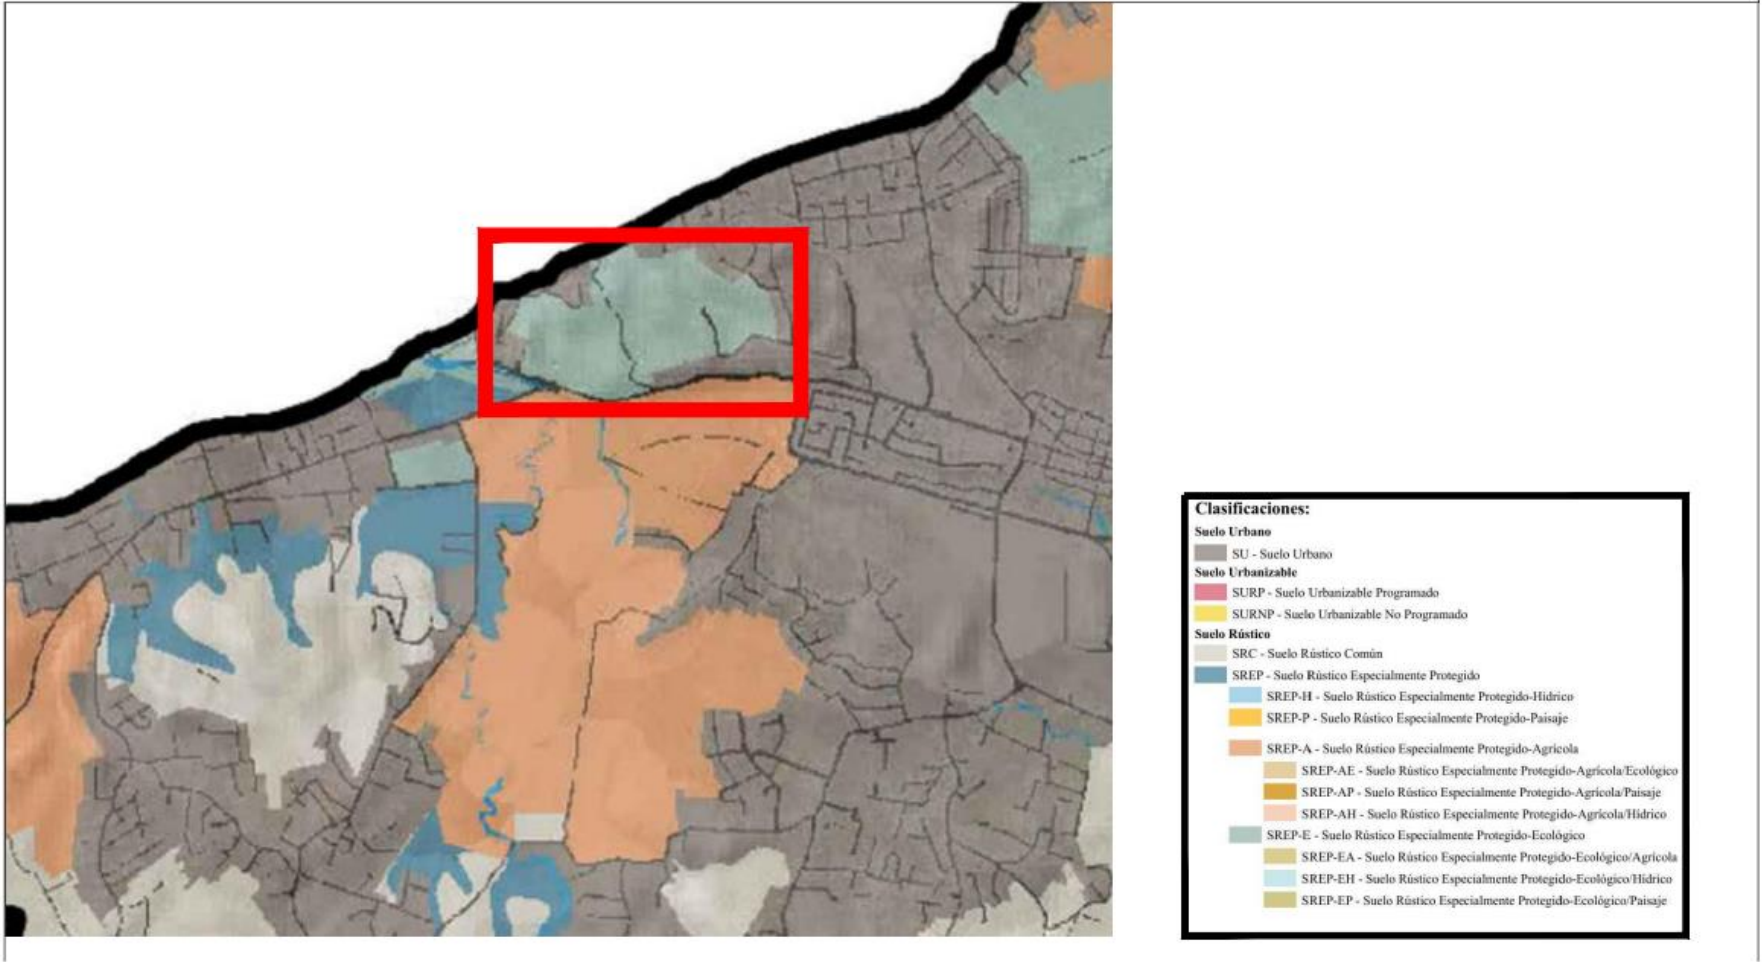 Clasificaciones:
Suelo Urbano
SU - Suelo Urbano
Suelo Urbanizable
SURP - Suelo Urbanizable Programado
SURNP - Suelo Urbanizable No Programado
Suelo Rústico
SRC - Suelo Rústico Común
SREP - Suelo Rústico Especialmente Protegido
SREP-H - Suelo Rústico Especialmente Protegido-Hídrico
SREP-P - Suelo Rústico Especialmente Protegido-Paisaje
SREP-A - Suelo Rústico Especialmente Protegido-Agrícola
SREP-AE - Suelo Rústico Especialmente Protegido-Agrícola/Ecológico
SREP-AP - Suelo Rústico Especialmente Protegido-Agrícola/Paisaje
SREP-AH - Suelo Rústico Especialmente Protegido-Agrícola/Hídrico
SREP-E - Suelo Rústico Especialmente Protegido-Ecológico
SREP-EA - Suelo Rústico Especialmente Protegido-Ecológico/Agrícola
SREP-EH - Suelo Rústico Especialmente Protegido-Ecológico/Hídrico
SREP-EP - Suelo Rústico Especialmente Protegido-Ecológico/Paisaje